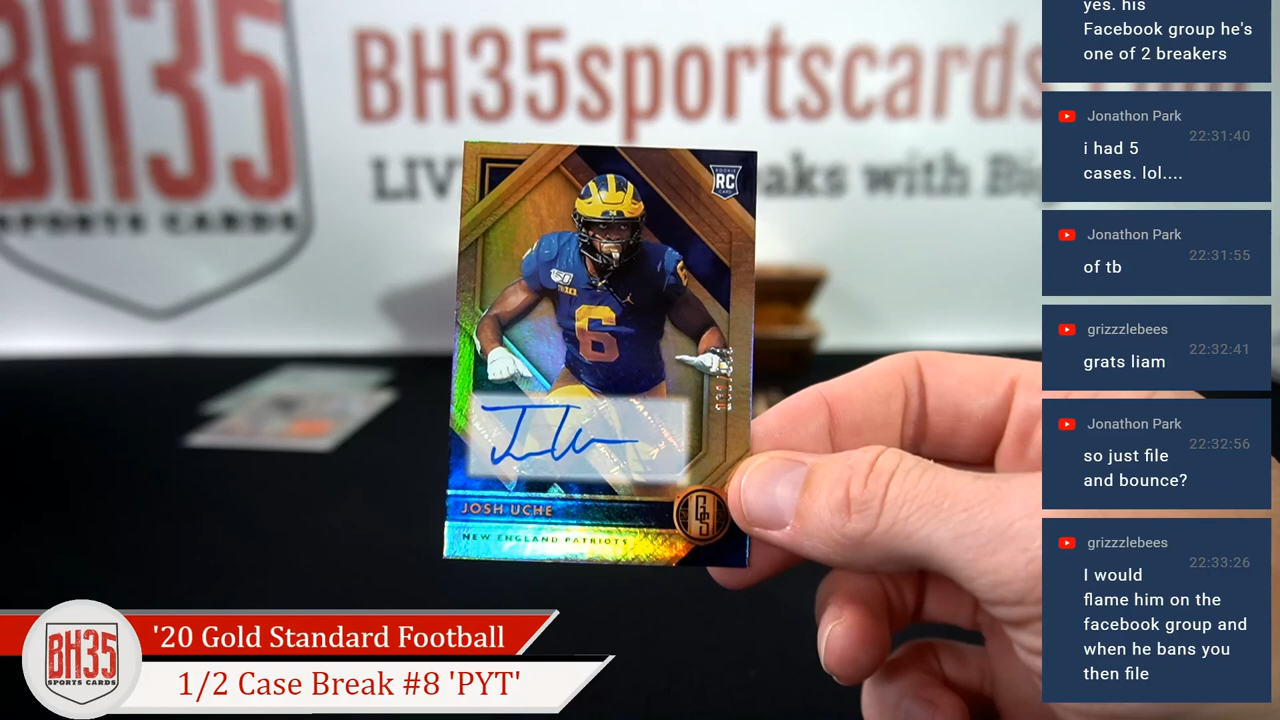 BH35
SPORTS CARDS
BH35sportscards
LIV
aks with Bi
RC
150
6
JOSH UCHE
NEW ENGLAND PATRIOTS
GS
'20 Gold Standard Football
1/2 Case Break #8 'PYT'
BH35
SPORTS CARDS
yes. his
Facebook group he's
one of 2 breakers
Jonathon Park
22:31:40
i had 5
cases. lol....
Jonathon Park
22:31:55
of tb
grizzzlebees
22:32:41
grats liam
Jonathon Park
22:32:56
so just file
and bounce?
grizzzlebees
22:33:26
I would
flame him on the
facebook group and
when he bans you
then file